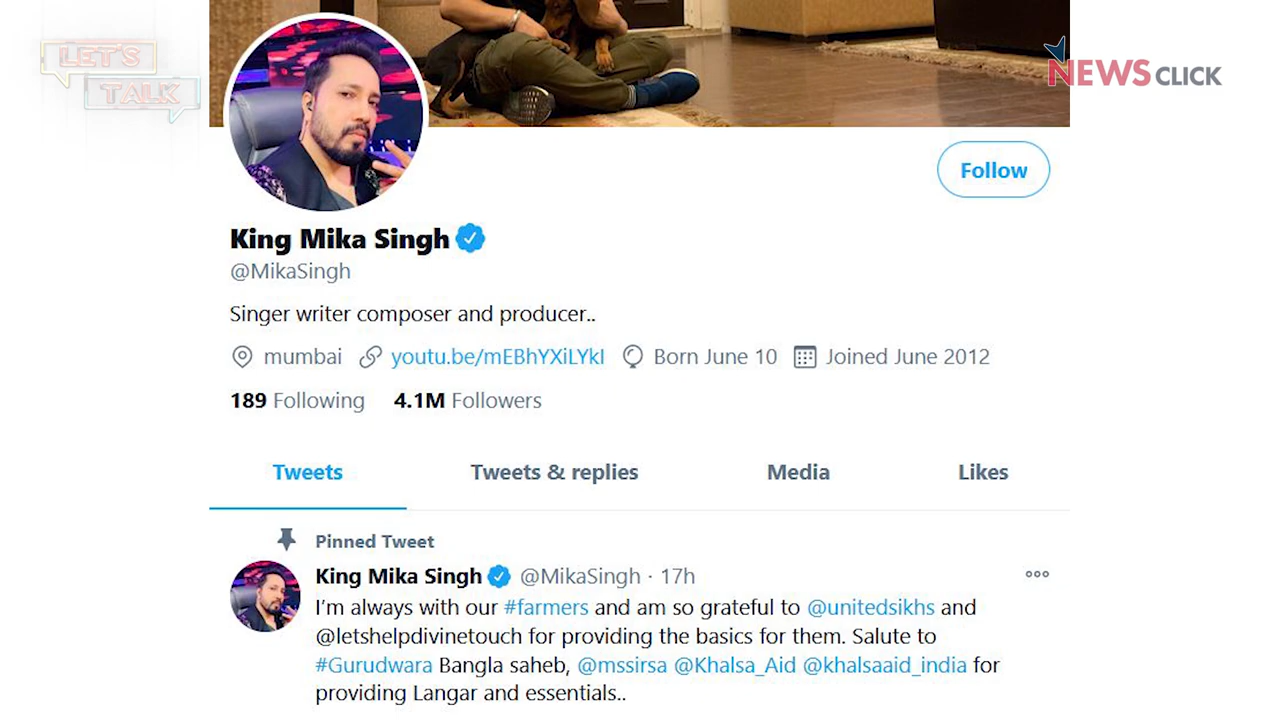 LET'S
TALK
NEWSCLICK
Follow
King Mika Singh
@MikaSingh
Singer writer composer and producer..
mumbai youtu.be/mEBhYXiLYkI Born June 10 Joined June 2012
189 Following 4.1M Followers
Tweets Tweets & replies Media Likes
Pinned Tweet
King Mika Singh @MikaSingh · 17h
I'm always with our #farmers and am so grateful to @unitedsikhs and
@letshelpdivinetouch for providing the basics for them. Salute to
#Gurudwara Bangla saheb, @mssirsa @Khalsa_Aid @khalsaaid_india for
providing Langar and essentials..